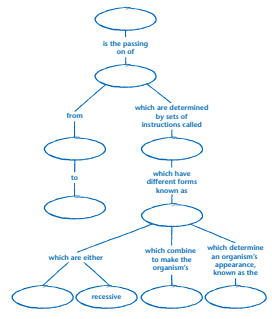 is the passing
on of
from
which are determined
by sets of
instructions called
to
which have
different forms
known as
which are either
which combine
to make the
organism's
which determine
an organism's
appearance,
known as the
recessive